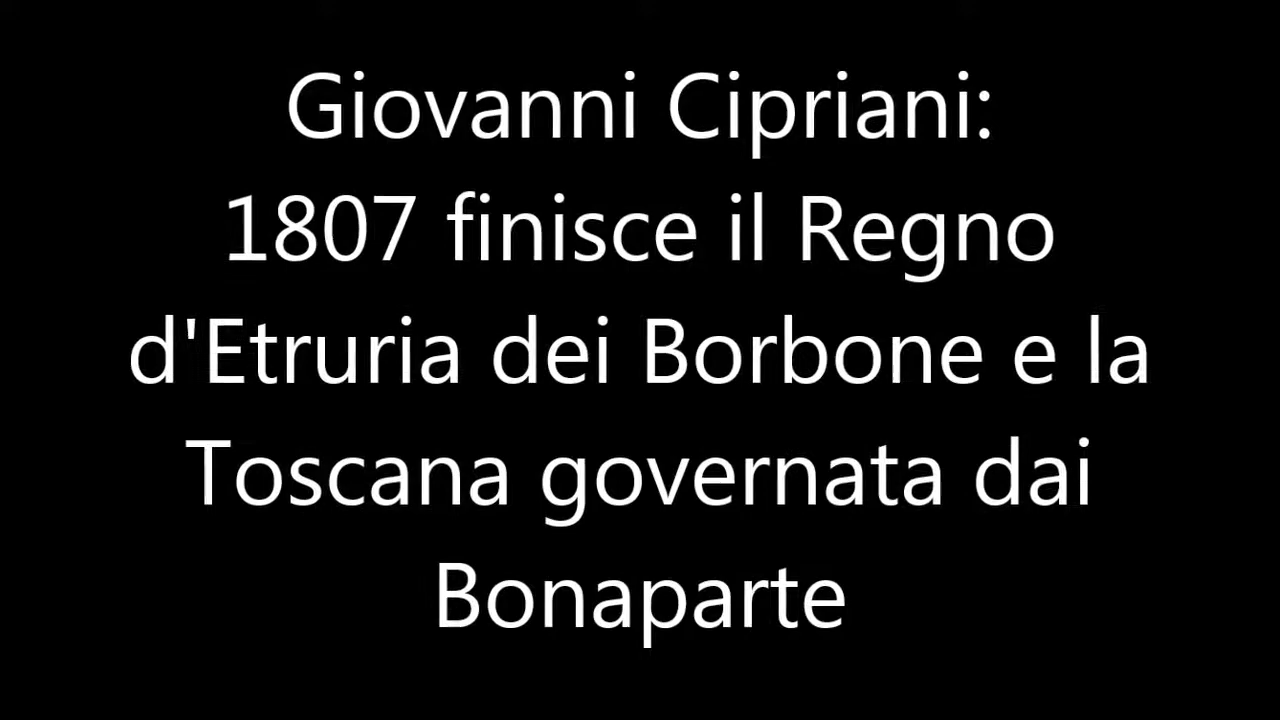 Giovanni Cipriani:
1807 finisce il Regno
d'Etruria dei Borbone e la
Toscana governata dai
Bonaparte